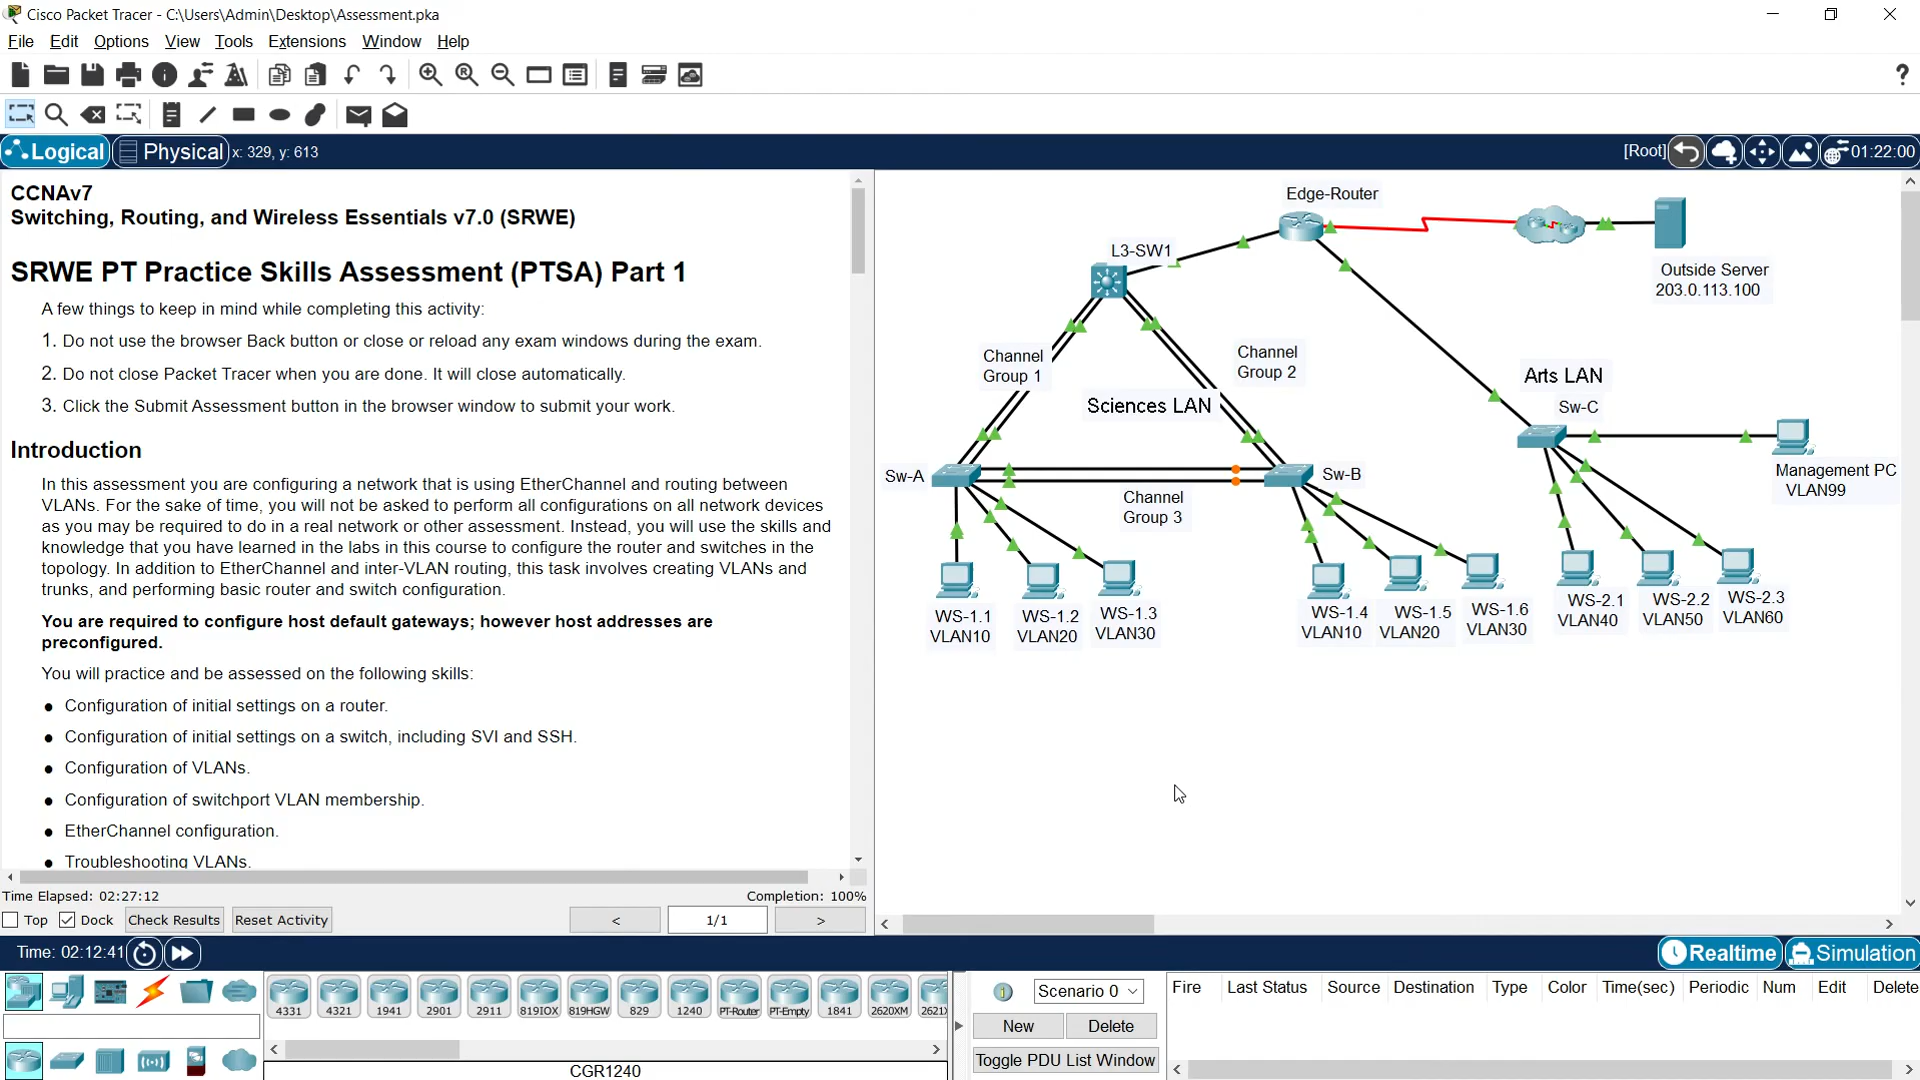 Cisco Packet Tracer - C:\Users\Admin\Desktop\Assessment.pka
File Edit Options View Tools Extensions Window Help
Logical Physical x: 329, y: 613 [Root] 01:22:00
CCNAv7
Switching, Routing, and Wireless Essentials v7.0 (SRWE)
SRWE PT Practice Skills Assessment (PTSA) Part 1
A few things to keep in mind while completing this activity:
1. Do not use the browser Back button or close or reload any exam windows during the exam.
2. Do not close Packet Tracer when you are done. It will close automatically.
3. Click the Submit Assessment button in the browser window to submit your work.
Introduction
In this assessment you are configuring a network that is using EtherChannel and routing between
VLANs. For the sake of time, you will not be asked to perform all configurations on all network devices
as you may be required to do in a real network or other assessment. Instead, you will use the skills and
knowledge that you have learned in the labs in this course to configure the router and switches in the
topology. In addition to EtherChannel and inter-VLAN routing, this task involves creating VLANs and
trunks, and performing basic router and switch configuration.
You are required to configure host default gateways; however host addresses are
preconfigured.
You will practice and be assessed on the following skills:
● Configuration of initial settings on a router.
● Configuration of initial settings on a switch, including SVI and SSH.
● Configuration of VLANs.
● Configuration of switchport VLAN membership.
● EtherChannel configuration.
● Troubleshooting VLANs.
Time Elapsed: 02:27:12 Completion: 100%
Top Dock Check Results Reset Activity < 1/1 >
Edge-Router
L3-SW1
Outside Server
203.0.113.100
Channel
Group 1
Channel
Group 2
Sciences LAN
Arts LAN
Sw-C
Sw-A
Sw-B
Management PC
VLAN99
Channel
Group 3
WS-1.1
VLAN10
WS-1.2
VLAN20
WS-1.3
VLAN30
WS-1.4
VLAN10
WS-1.5
VLAN20
WS-1.6
VLAN30
WS-2.1
VLAN40
WS-2.2
VLAN50
WS-2.3
VLAN60
Time: 02:12:41 Realtime Simulation
4331 4321 1941 2901 2911 819IOX 819HGW 829 1240 PT-Router PT-Empty 1841 2620XM 2621X
CGR1240
Scenario 0
New Delete
Toggle PDU List Window
Fire Last Status Source Destination Type Color Time(sec) Periodic Num Edit Delete